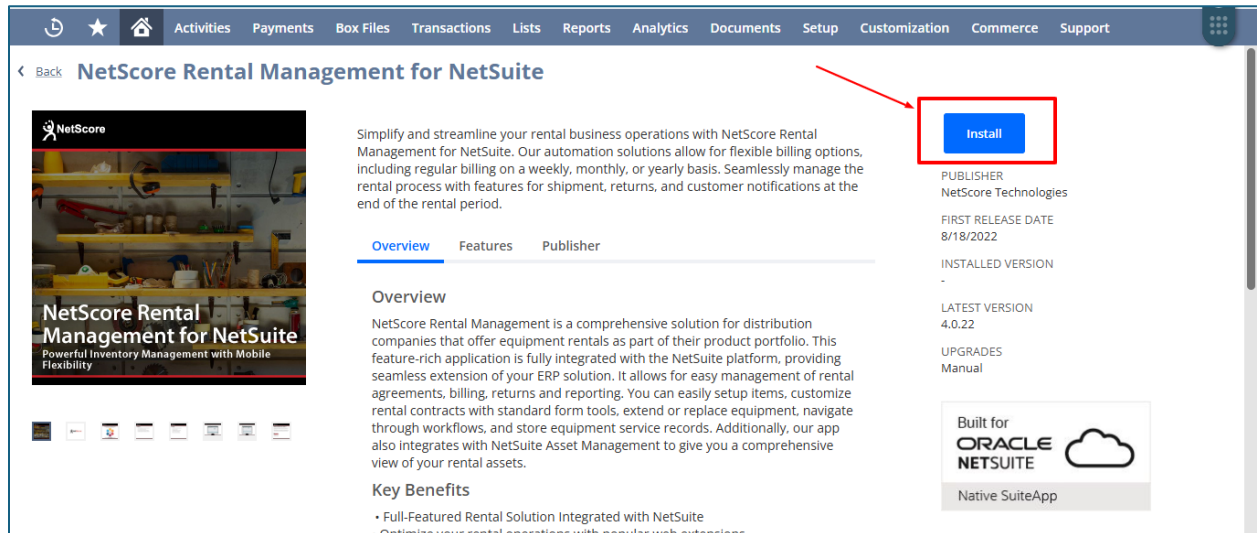 Activities Payments Box Files Transactions Lists Reports Analytics Documents Setup Customization Commerce Support
Back NetScore Rental Management for NetSuite
NetScore
NetScore Rental
Management for NetSuite
Powerful Inventory Management with Mobile
Flexibility
Simplify and streamline your rental business operations with NetScore Rental
Management for NetSuite. Our automation solutions allow for flexible billing options,
including regular billing on a weekly, monthly, or yearly basis. Seamlessly manage the
rental process with features for shipment, returns, and customer notifications at the
end of the rental period.
Overview Features Publisher
Overview
NetScore Rental Management is a comprehensive solution for distribution
companies that offer equipment rentals as part of their product portfolio. This
feature-rich application is fully integrated with the NetSuite platform, providing
seamless extension of your ERP solution. It allows for easy management of rental
agreements, billing, returns and reporting. You can easily setup items, customize
rental contracts with standard form tools, extend or replace equipment, navigate
through workflows, and store equipment service records. Additionally, our app
also integrates with NetSuite Asset Management to give you a comprehensive
view of your rental assets.
Key Benefits
• Full-Featured Rental Solution Integrated with NetSuite
Optimize your rental operations with popular web extensions
Install
PUBLISHER
NetScore Technologies
FIRST RELEASE DATE
8/18/2022
INSTALLED VERSION
-
LATEST VERSION
4.0.22
UPGRADES
Manual
Built for
ORACLE
NETSUITE
Native SuiteApp